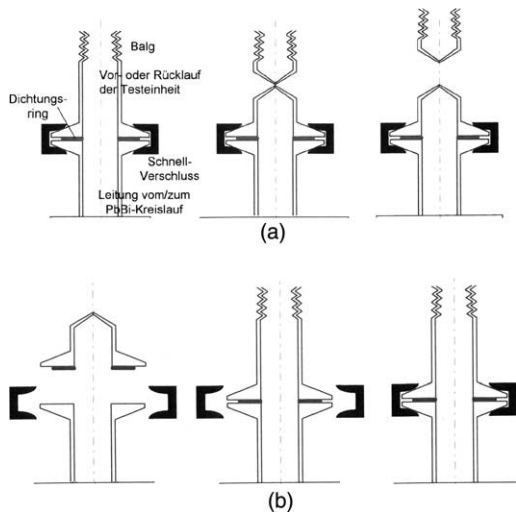 Balg
Vor- oder Rücklauf
der Testeinheit
Dichtungs-
ring
Schnell-
Verschluss
Leitung vom/zum
PbBi-Kreislauf
(a)
(b)